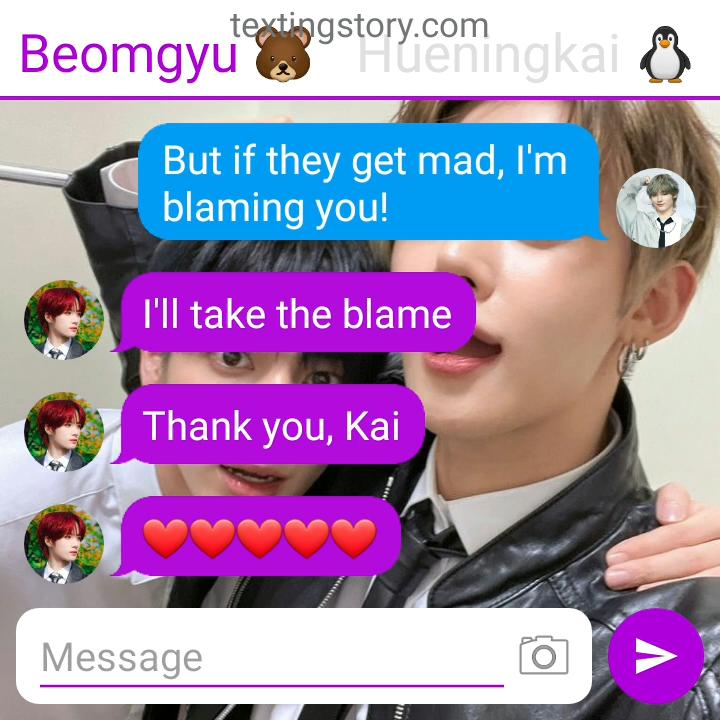 textingstory.com
Beomgyu 🐻 Hueningkai 🐧
But if they get mad, I'm
blaming you!
I'll take the blame
Thank you, Kai
❤️❤️❤️❤️❤️
Message